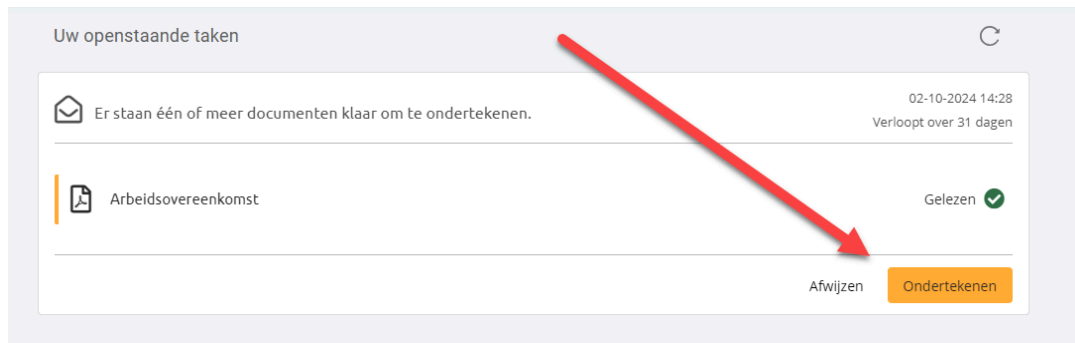 Uw openstaande taken
Er staan één of meer documenten klaar om te ondertekenen.
02-10-2024 14:28
Verloopt over 31 dagen
Arbeidsovereenkomst
Gelezen
Afwijzen
Ondertekenen